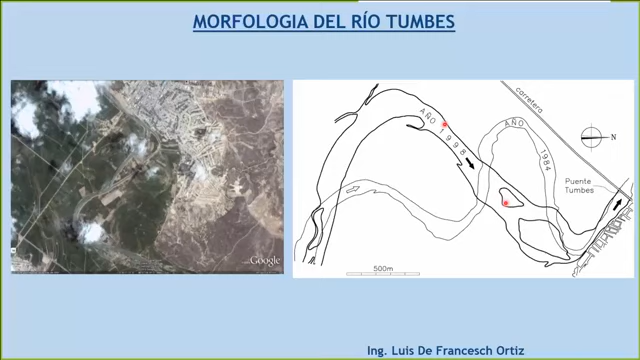 MORFOLOGIA DEL RÍO TUMBES
carretera
AÑO 1998
AÑO 1984
N
Puente
Tumbes
500m
Google
Ing. Luis De Francesch Ortiz